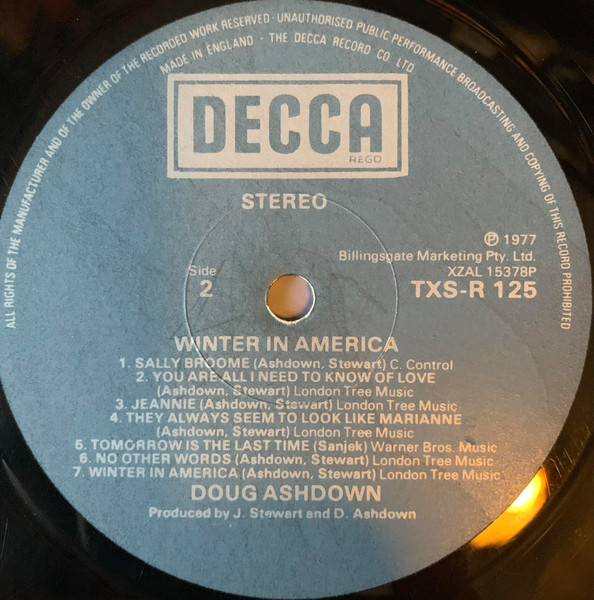 ALL RIGHTS OF THE MANUFACTURER AND OF THE OWNER OF THE RECORDED WORK RESERVED · UNAUTHORISED PUBLIC PERFORMANCE BROADCASTING AND COPYING OF THIS RECORD PROHIBITED
MADE IN ENGLAND · THE DECCA RECORD CO LTD
DECCA
REGD
STEREO
℗ 1977
Billingsgate Marketing Pty. Ltd.
XZAL 15378P
TXS-R 125
Side
2
WINTER IN AMERICA
1. SALLY BROOME (Ashdown, Stewart) C. Control
2. YOU ARE ALL I NEED TO KNOW OF LOVE
(Ashdown, Stewart) London Tree Music
3. JEANNIE (Ashdown, Stewart) London Tree Music
4. THEY ALWAYS SEEM TO LOOK LIKE MARIANNE
(Ashdown, Stewart) London Tree Music
5. TOMORROW IS THE LAST TIME (Sanjek) Warner Bros. Music
6. NO OTHER WORDS (Ashdown, Stewart) London Tree Music
7. WINTER IN AMERICA (Ashdown, Stewart) London Tree Music
DOUG ASHDOWN
Produced by J. Stewart and D. Ashdown